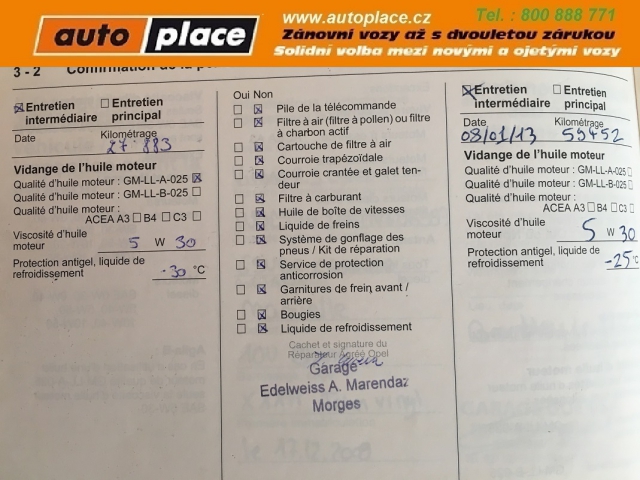 auto place
www.autoplace.cz
Tel. : 800 888 771
Zánovní vozy až s dvouletou zárukou
Solidní volba mezi novými a ojetými vozy
3 - 2 Confirmation de la
Entretien intermédiaire
Entretien principal
Date Kilométrage
27 883
Vidange de l'huile moteur
Qualité d'huile moteur : GM-LL-A-025
Qualité d'huile moteur : GM-LL-B-025
Qualité d'huile moteur :
ACEA A3 B4 C3
Viscosité d'huile
moteur 5 W 30
Protection antigel, liquide de
refroidissement -30 °C
Oui Non
Pile de la télécommande
Filtre à air (filtre à pollen) ou filtre
à charbon actif
Cartouche de filtre à air
Courroie trapézoïdale
Courroie crantée et galet ten-
deur
Filtre à carburant
Huile de boîte de vitesses
Liquide de freins
Système de gonflage des
pneus / Kit de réparation
Service de protection
anticorrosion
Garnitures de frein avant /
arrière
Bougies
Liquide de refroidissement
Cachet et signature du
Réparateur Agréé Opel
Garage
Edelweiss A. Marendaz
Morges
Entretien intermédiaire
Entretien principal
Date Kilométrage
08/01/13 59452
Vidange de l'huile moteur
Qualité d'huile moteur : GM-LL-A-025
Qualité d'huile moteur : GM-LL-B-025
Qualité d'huile moteur :
ACEA A3 B4 C3
Viscosité d'huile
moteur 5 W 30
Protection antigel, liquide de
refroidissement -25 °C